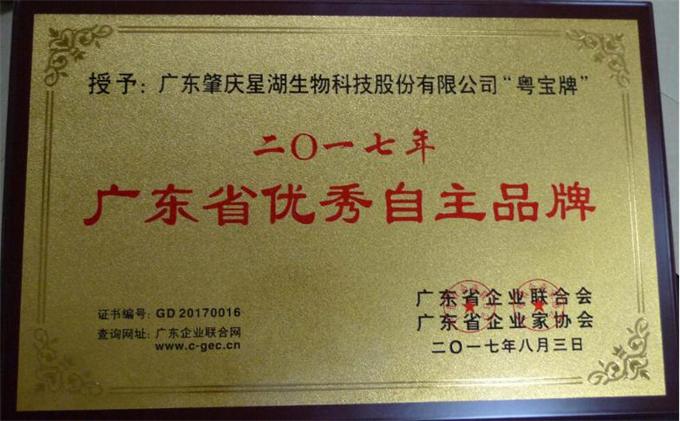 授予：广东肇庆星湖生物科技股份有限公司“粤宝牌”
二〇一七年
广东省优秀自主品牌
证书编号：GD 20170016
查询网址：广东企业联合网
www.c-gec.cn
广东省企业联合会
广东省企业家协会
二〇一七年八月三日